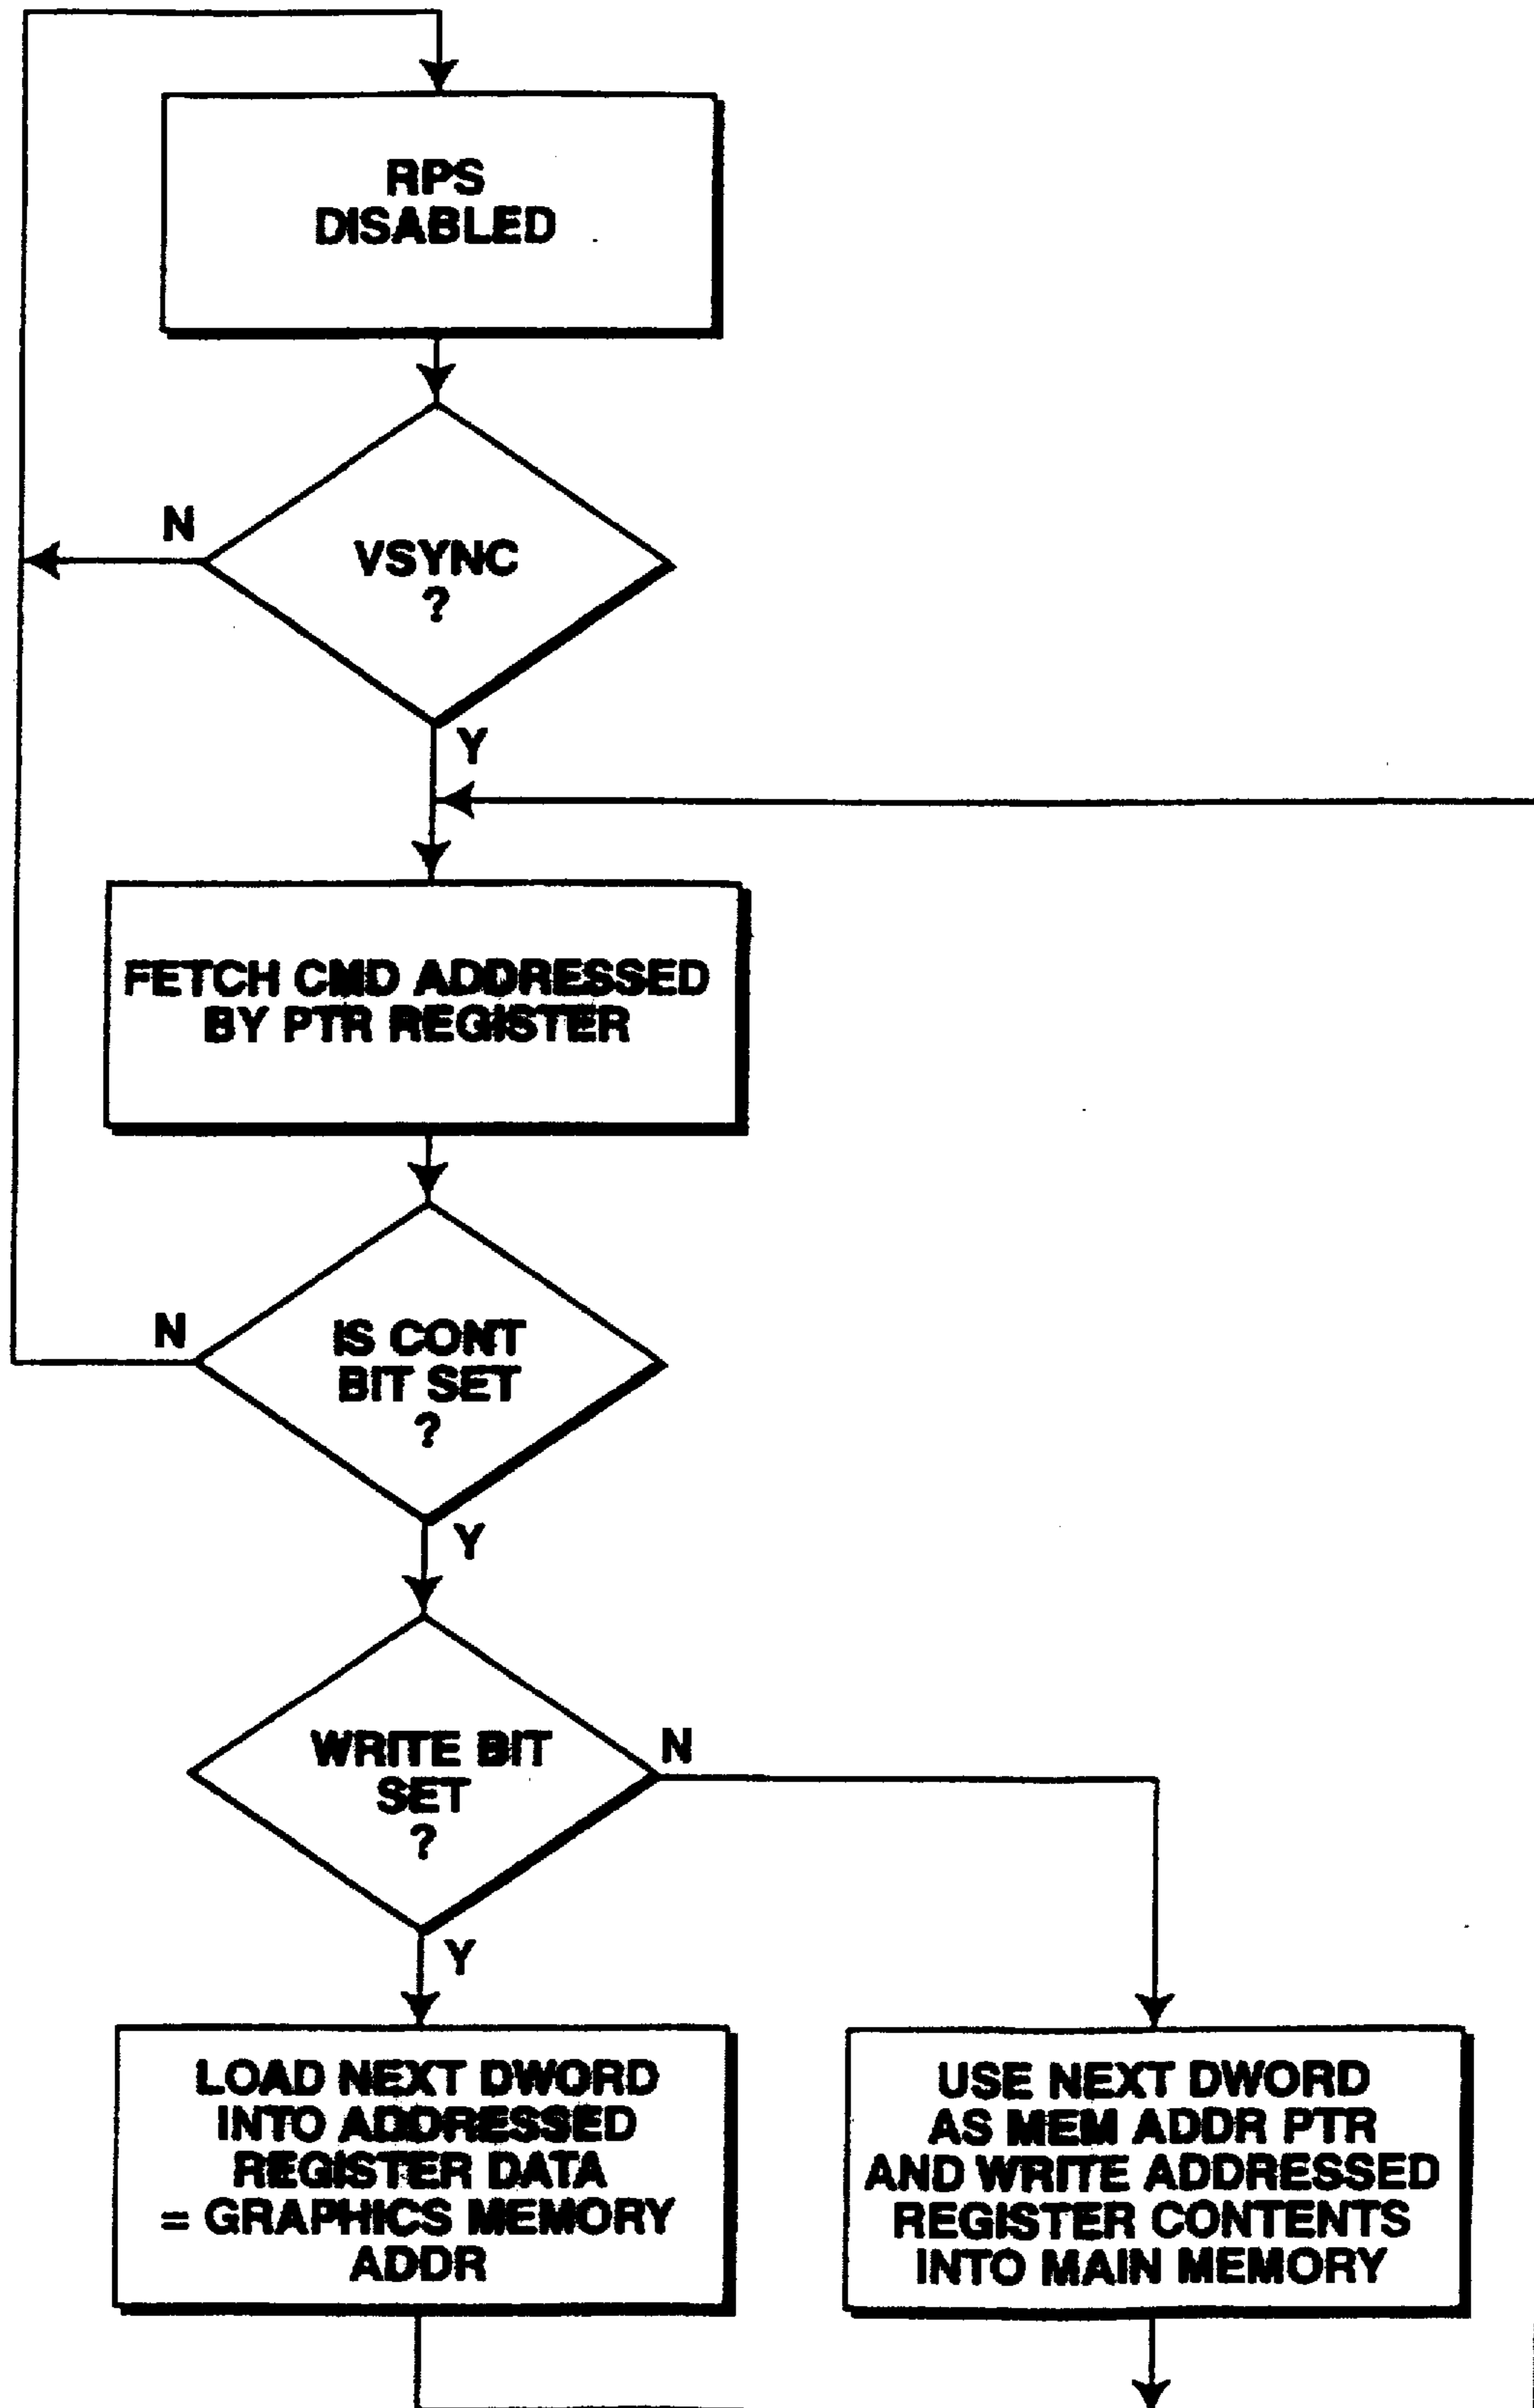 RPS
DISABLED
N
VSYNC
?
Y
FETCH CMD ADDRESSED
BY PTR REGISTER
N
IS CONT
BIT SET
?
Y
WRITE BIT
SET
?
N
Y
LOAD NEXT DWORD
INTO ADDRESSED
REGISTER DATA
= GRAPHICS MEMORY
ADDR
USE NEXT DWORD
AS MEM ADDR PTR
AND WRITE ADDRESSED
REGISTER CONTENTS
INTO MAIN MEMORY